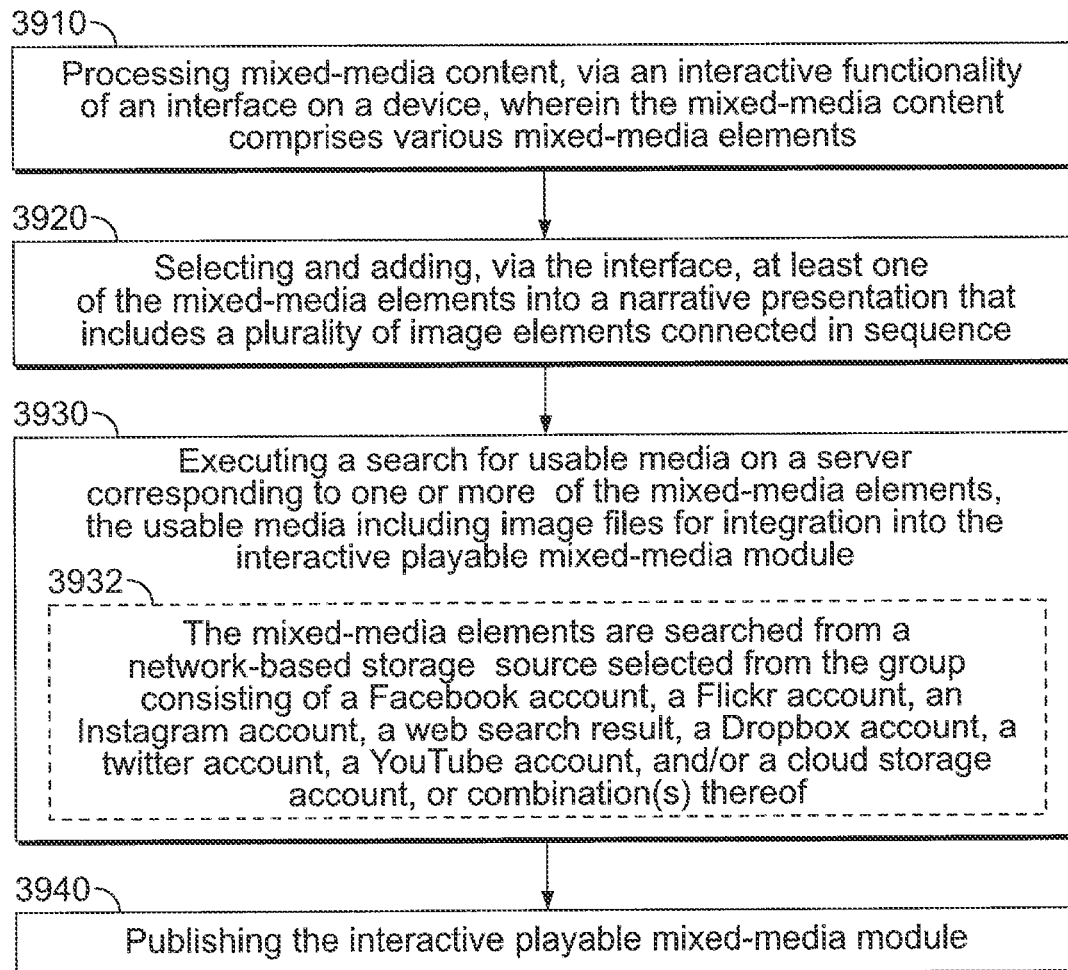 3910
Processing mixed-media content, via an interactive functionality
of an interface on a device, wherein the mixed-media content
comprises various mixed-media elements
3920
Selecting and adding, via the interface, at least one
of the mixed-media elements into a narrative presentation that
includes a plurality of image elements connected in sequence
3930
Executing a search for usable media on a server
corresponding to one or more of the mixed-media elements,
the usable media including image files for integration into the
interactive playable mixed-media module
3932
The mixed-media elements are searched from a
network-based storage source selected from the group
consisting of a Facebook account, a Flickr account, an
Instagram account, a web search result, a Dropbox account, a
twitter account, a YouTube account, and/or a cloud storage
account, or combination(s) thereof
3940
Publishing the interactive playable mixed-media module